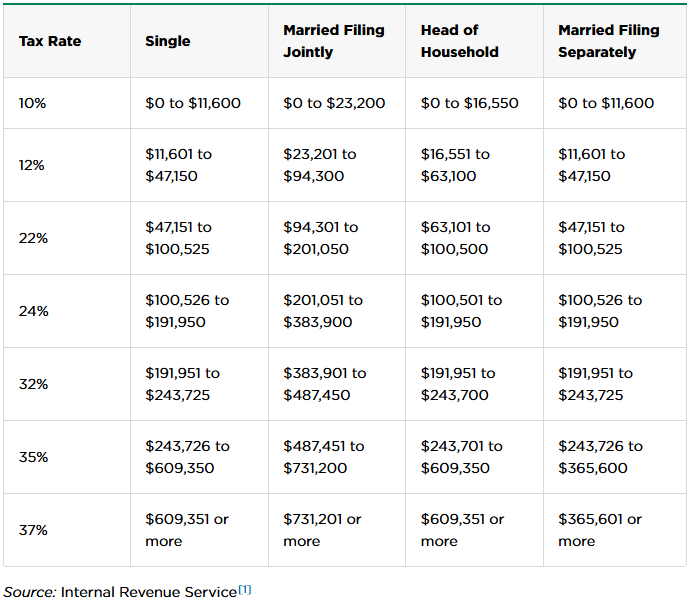 Tax Rate
Single
Married Filing
Jointly
Head of
Household
Married Filing
Separately
10%
$0 to $11,600
$0 to $23,200
$0 to $16,550
$0 to $11,600
12%
$11,601 to
$47,150
$23,201 to
$94,300
$16,551 to
$63,100
$11,601 to
$47,150
22%
$47,151 to
$100,525
$94,301 to
$201,050
$63,101 to
$100,500
$47,151 to
$100,525
24%
$100,526 to
$191,950
$201,051 to
$383,900
$100,501 to
$191,950
$100,526 to
$191,950
32%
$191,951 to
$243,725
$383,901 to
$487,450
$191,951 to
$243,700
$191,951 to
$243,725
35%
$243,726 to
$609,350
$487,451 to
$731,200
$243,701 to
$609,350
$243,726 to
$365,600
37%
$609,351 or
more
$731,201 or
more
$609,351 or
more
$365,601 or
more
Source: Internal Revenue Service[1]